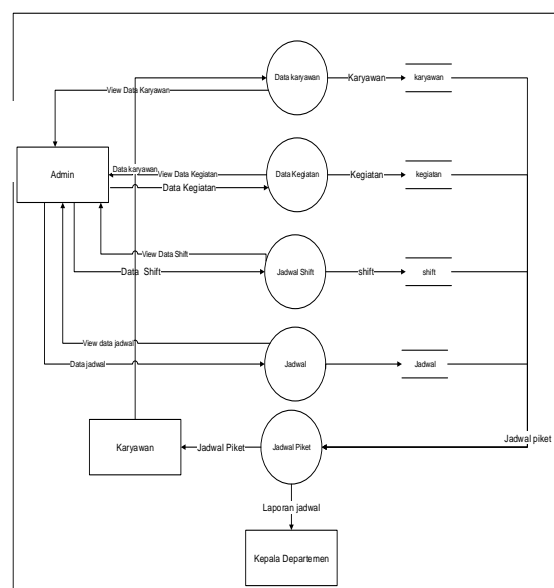 Data karyawan
Karyawan
karyawan
View Data Karyawan
Admin
Data karyawan
View Data Kegiatan
Data Kegiatan
Data Kegiatan
Kegiatan
kegiatan
View Data Shift
Data Shift
Jadwal Shift
shift
shift
View data jadwal
Data jadwal
Jadwal
Jadwal
Karyawan
Jadwal Piket
Jadwal Piket
Jadwal piket
Laporan jadwal
Kepala Departemen